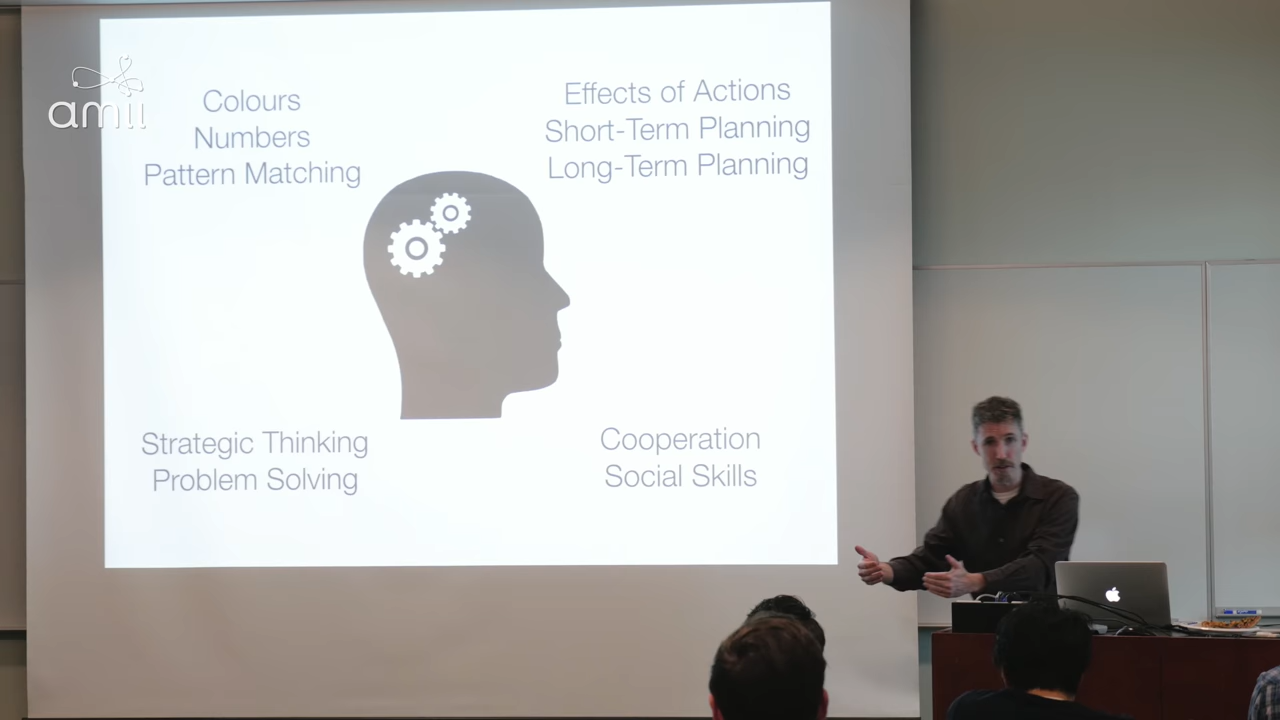 amii
Colours
Numbers
Pattern Matching
Effects of Actions
Short-Term Planning
Long-Term Planning
Strategic Thinking
Problem Solving
Cooperation
Social Skills